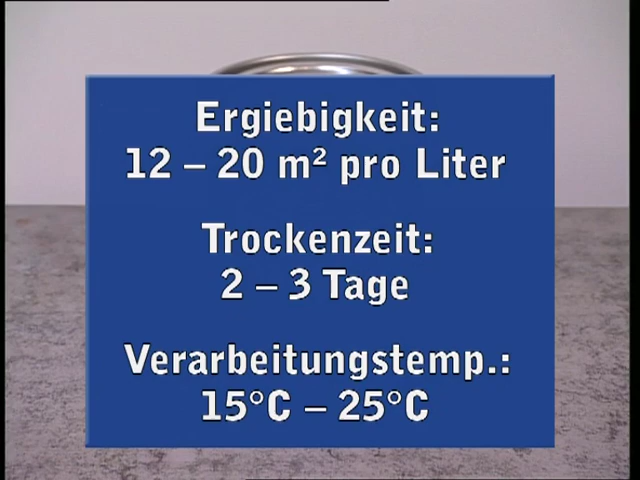 Ergiebigkeit:
12 – 20 m² pro Liter
Trockenzeit:
2 – 3 Tage
Verarbeitungstemp.:
15°C – 25°C